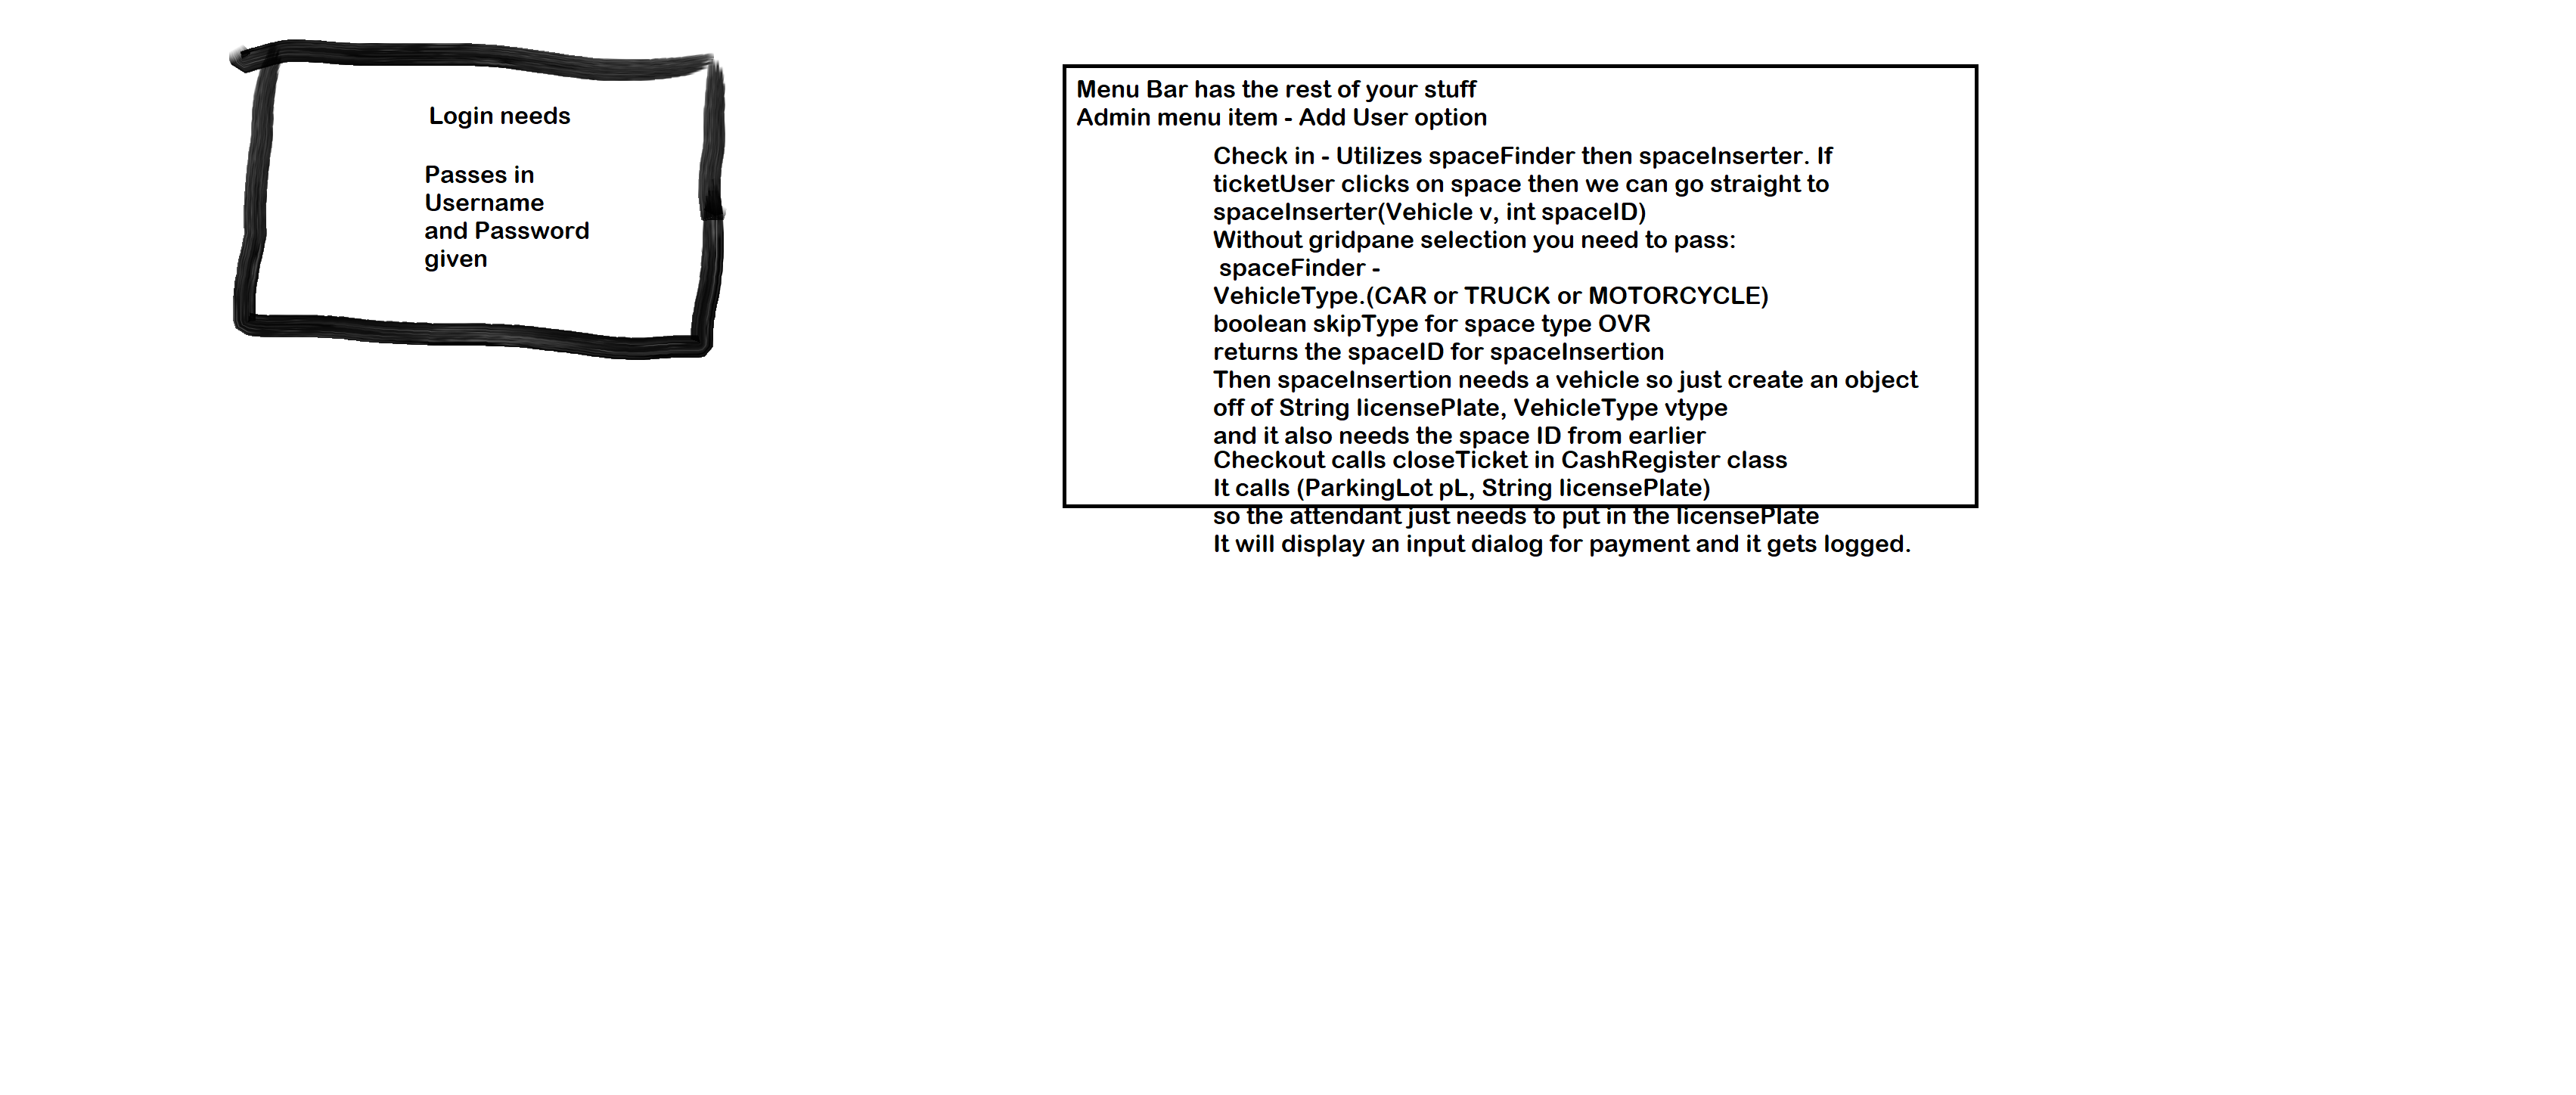 Login needs
Passes in
Username
and Password
given
Menu Bar has the rest of your stuff
Admin menu item - Add User option
Check in - Utilizes spaceFinder then spaceInserter. If
ticketUser clicks on space then we can go straight to
spaceInserter(Vehicle v, int spaceID)
Without gridpane selection you need to pass:
spaceFinder -
VehicleType.(CAR or TRUCK or MOTORCYCLE)
boolean skipType for space type OVR
returns the spaceID for spaceInsertion
Then spaceInsertion needs a vehicle so just create an object
off of String licensePlate, VehicleType vtype
and it also needs the space ID from earlier
Checkout calls closeTicket in CashRegister class
It calls (ParkingLot pL, String licensePlate)
so the attendant just needs to put in the licensePlate
It will display an input dialog for payment and it gets logged.